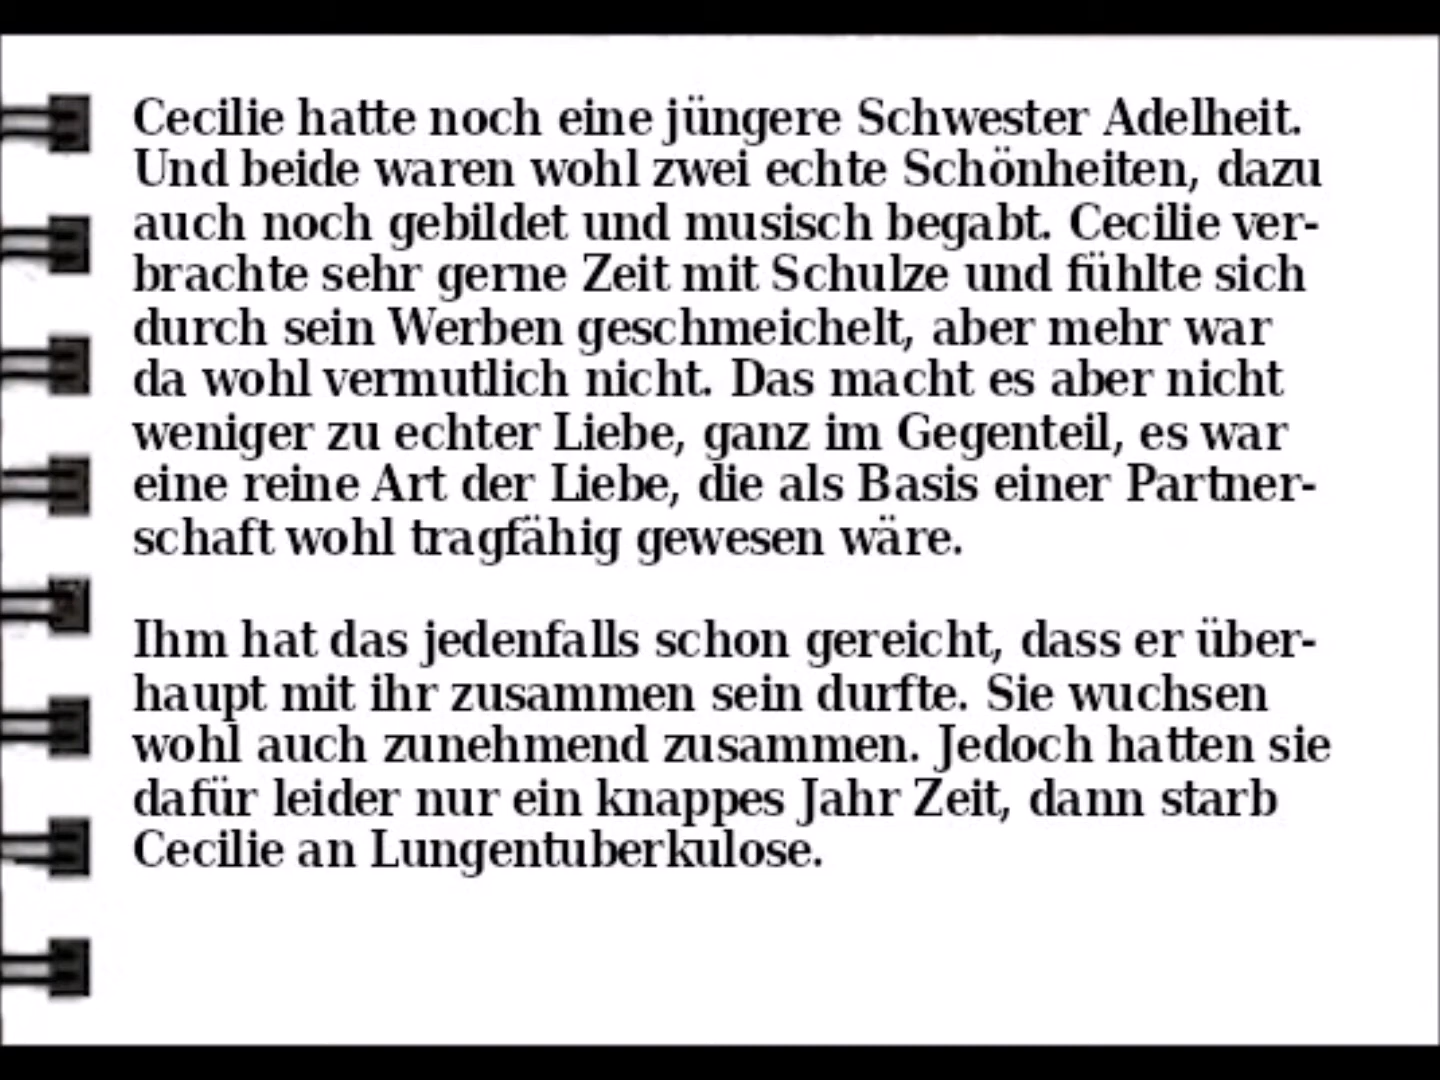 Cecilie hatte noch eine jüngere Schwester Adelheit.
Und beide waren wohl zwei echte Schönheiten, dazu
auch noch gebildet und musisch begabt. Cecilie ver-
brachte sehr gerne Zeit mit Schulze und fühlte sich
durch sein Werben geschmeichelt, aber mehr war
da wohl vermutlich nicht. Das macht es aber nicht
weniger zu echter Liebe, ganz im Gegenteil, es war
eine reine Art der Liebe, die als Basis einer Partner-
schaft wohl tragfähig gewesen wäre.
Ihm hat das jedenfalls schon gereicht, dass er über-
haupt mit ihr zusammen sein durfte. Sie wuchsen
wohl auch zunehmend zusammen. Jedoch hatten sie
dafür leider nur ein knappes Jahr Zeit, dann starb
Cecilie an Lungentuberkulose.